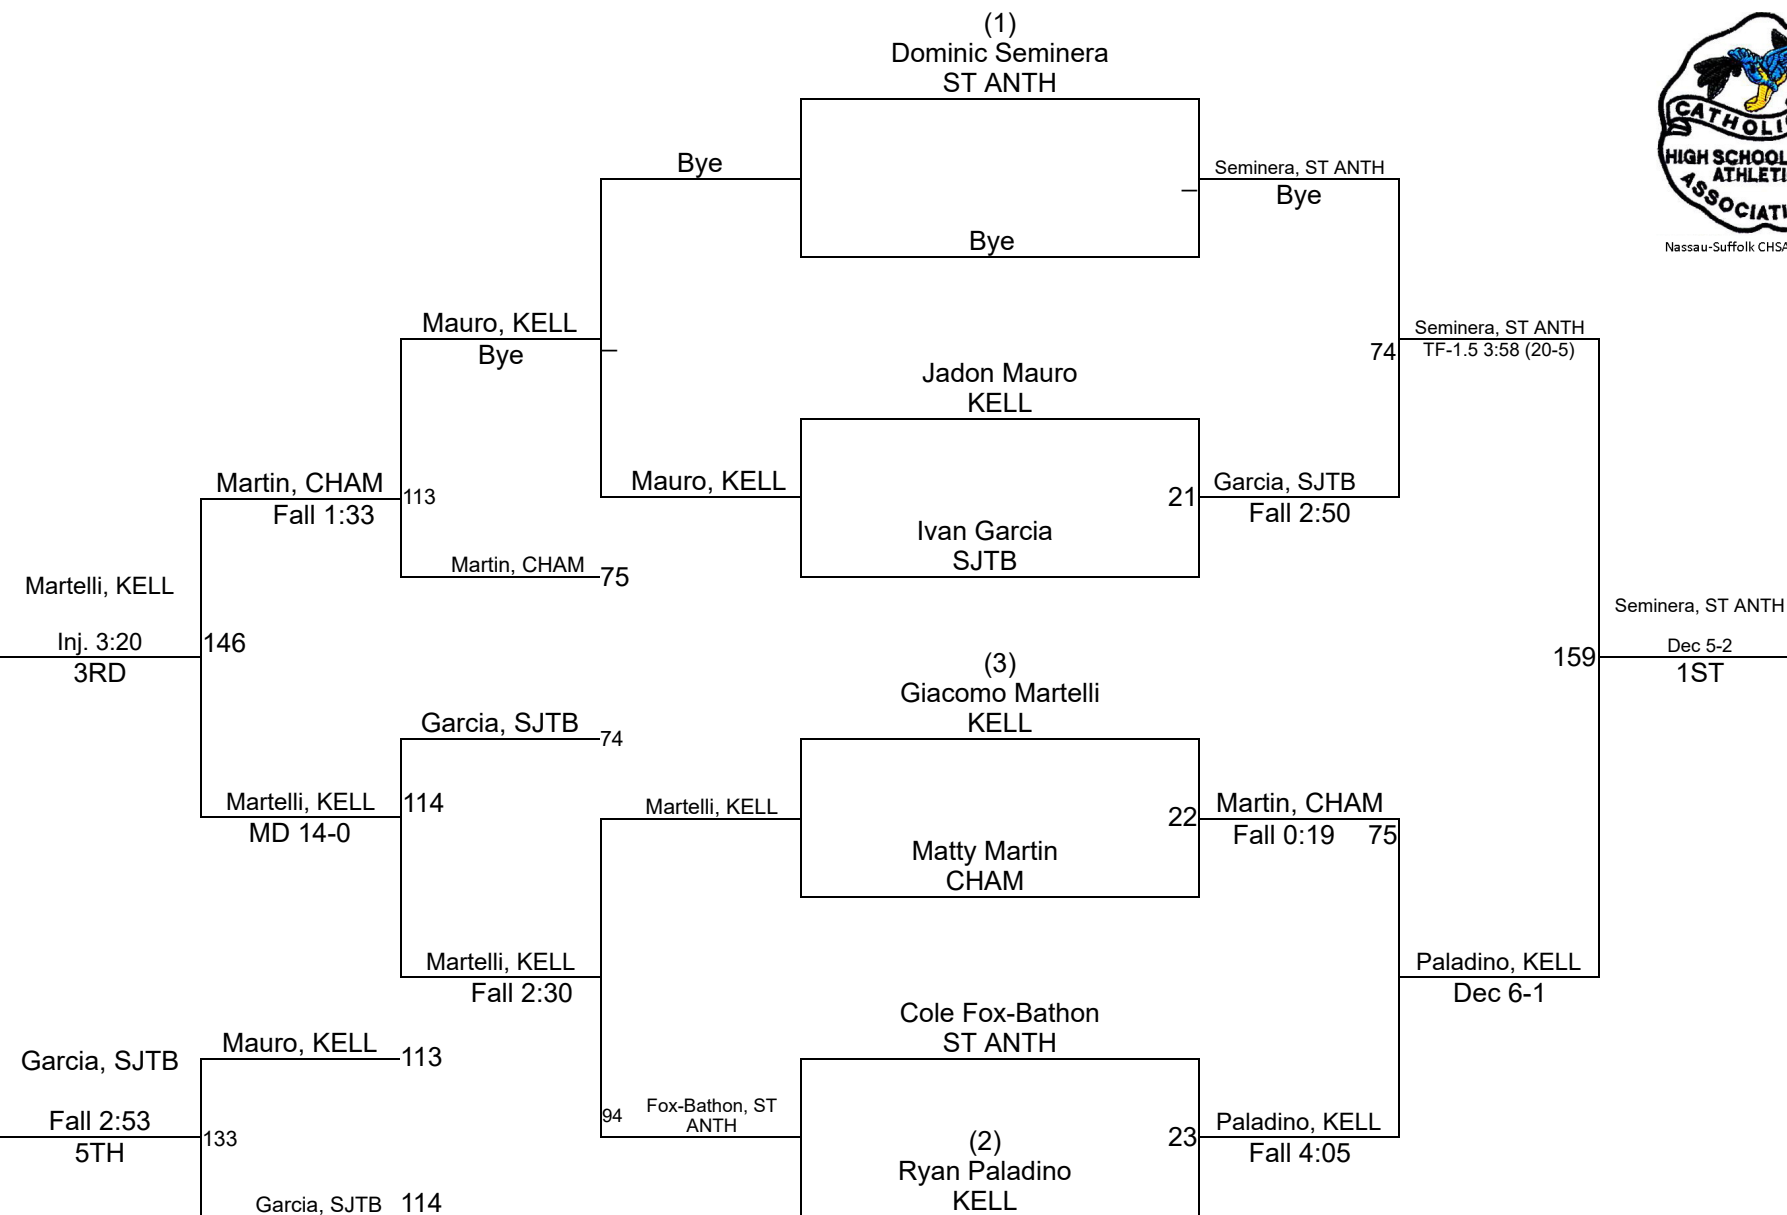 (1)
Dominic Seminera
ST ANTH
Bye
Seminera, ST ANTH
–
Bye
Bye
Mauro, KELL
Bye
–
Seminera, ST ANTH
74
TF-1.5 3:58 (20-5)
Jadon Mauro
KELL
Martin, CHAM
113
Fall 1:33
Mauro, KELL
21
Garcia, SJTB
Fall 2:50
Ivan Garcia
SJTB
Martin, CHAM
75
Martelli, KELL
Inj. 3:20
3RD
146
Seminera, ST ANTH
159
Dec 5-2
1ST
(3)
Giacomo Martelli
KELL
Garcia, SJTB
74
Martelli, KELL
114
MD 14-0
Martelli, KELL
22
Martin, CHAM
Fall 0:19
75
Matty Martin
CHAM
Martelli, KELL
Fall 2:30
Paladino, KELL
Dec 6-1
Cole Fox-Bathon
ST ANTH
Mauro, KELL
113
Garcia, SJTB
Fall 2:53
5TH
133
94
Fox-Bathon, ST
ANTH
23
Paladino, KELL
Fall 4:05
(2)
Ryan Paladino
KELL
Garcia, SJTB
114
HIGH SCHOOL
Nassau-Suffolk